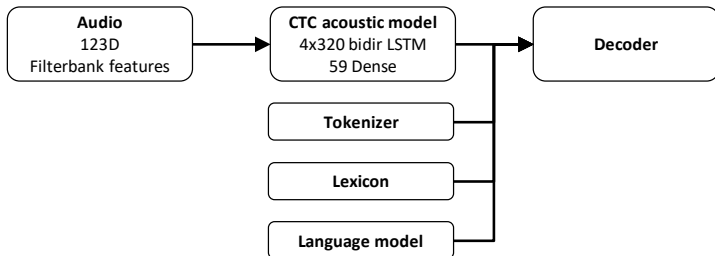 Audio
123D
Filterbank features
CTC acoustic model
4x320 bidir LSTM
59 Dense
Decoder
Tokenizer
Lexicon
Language model